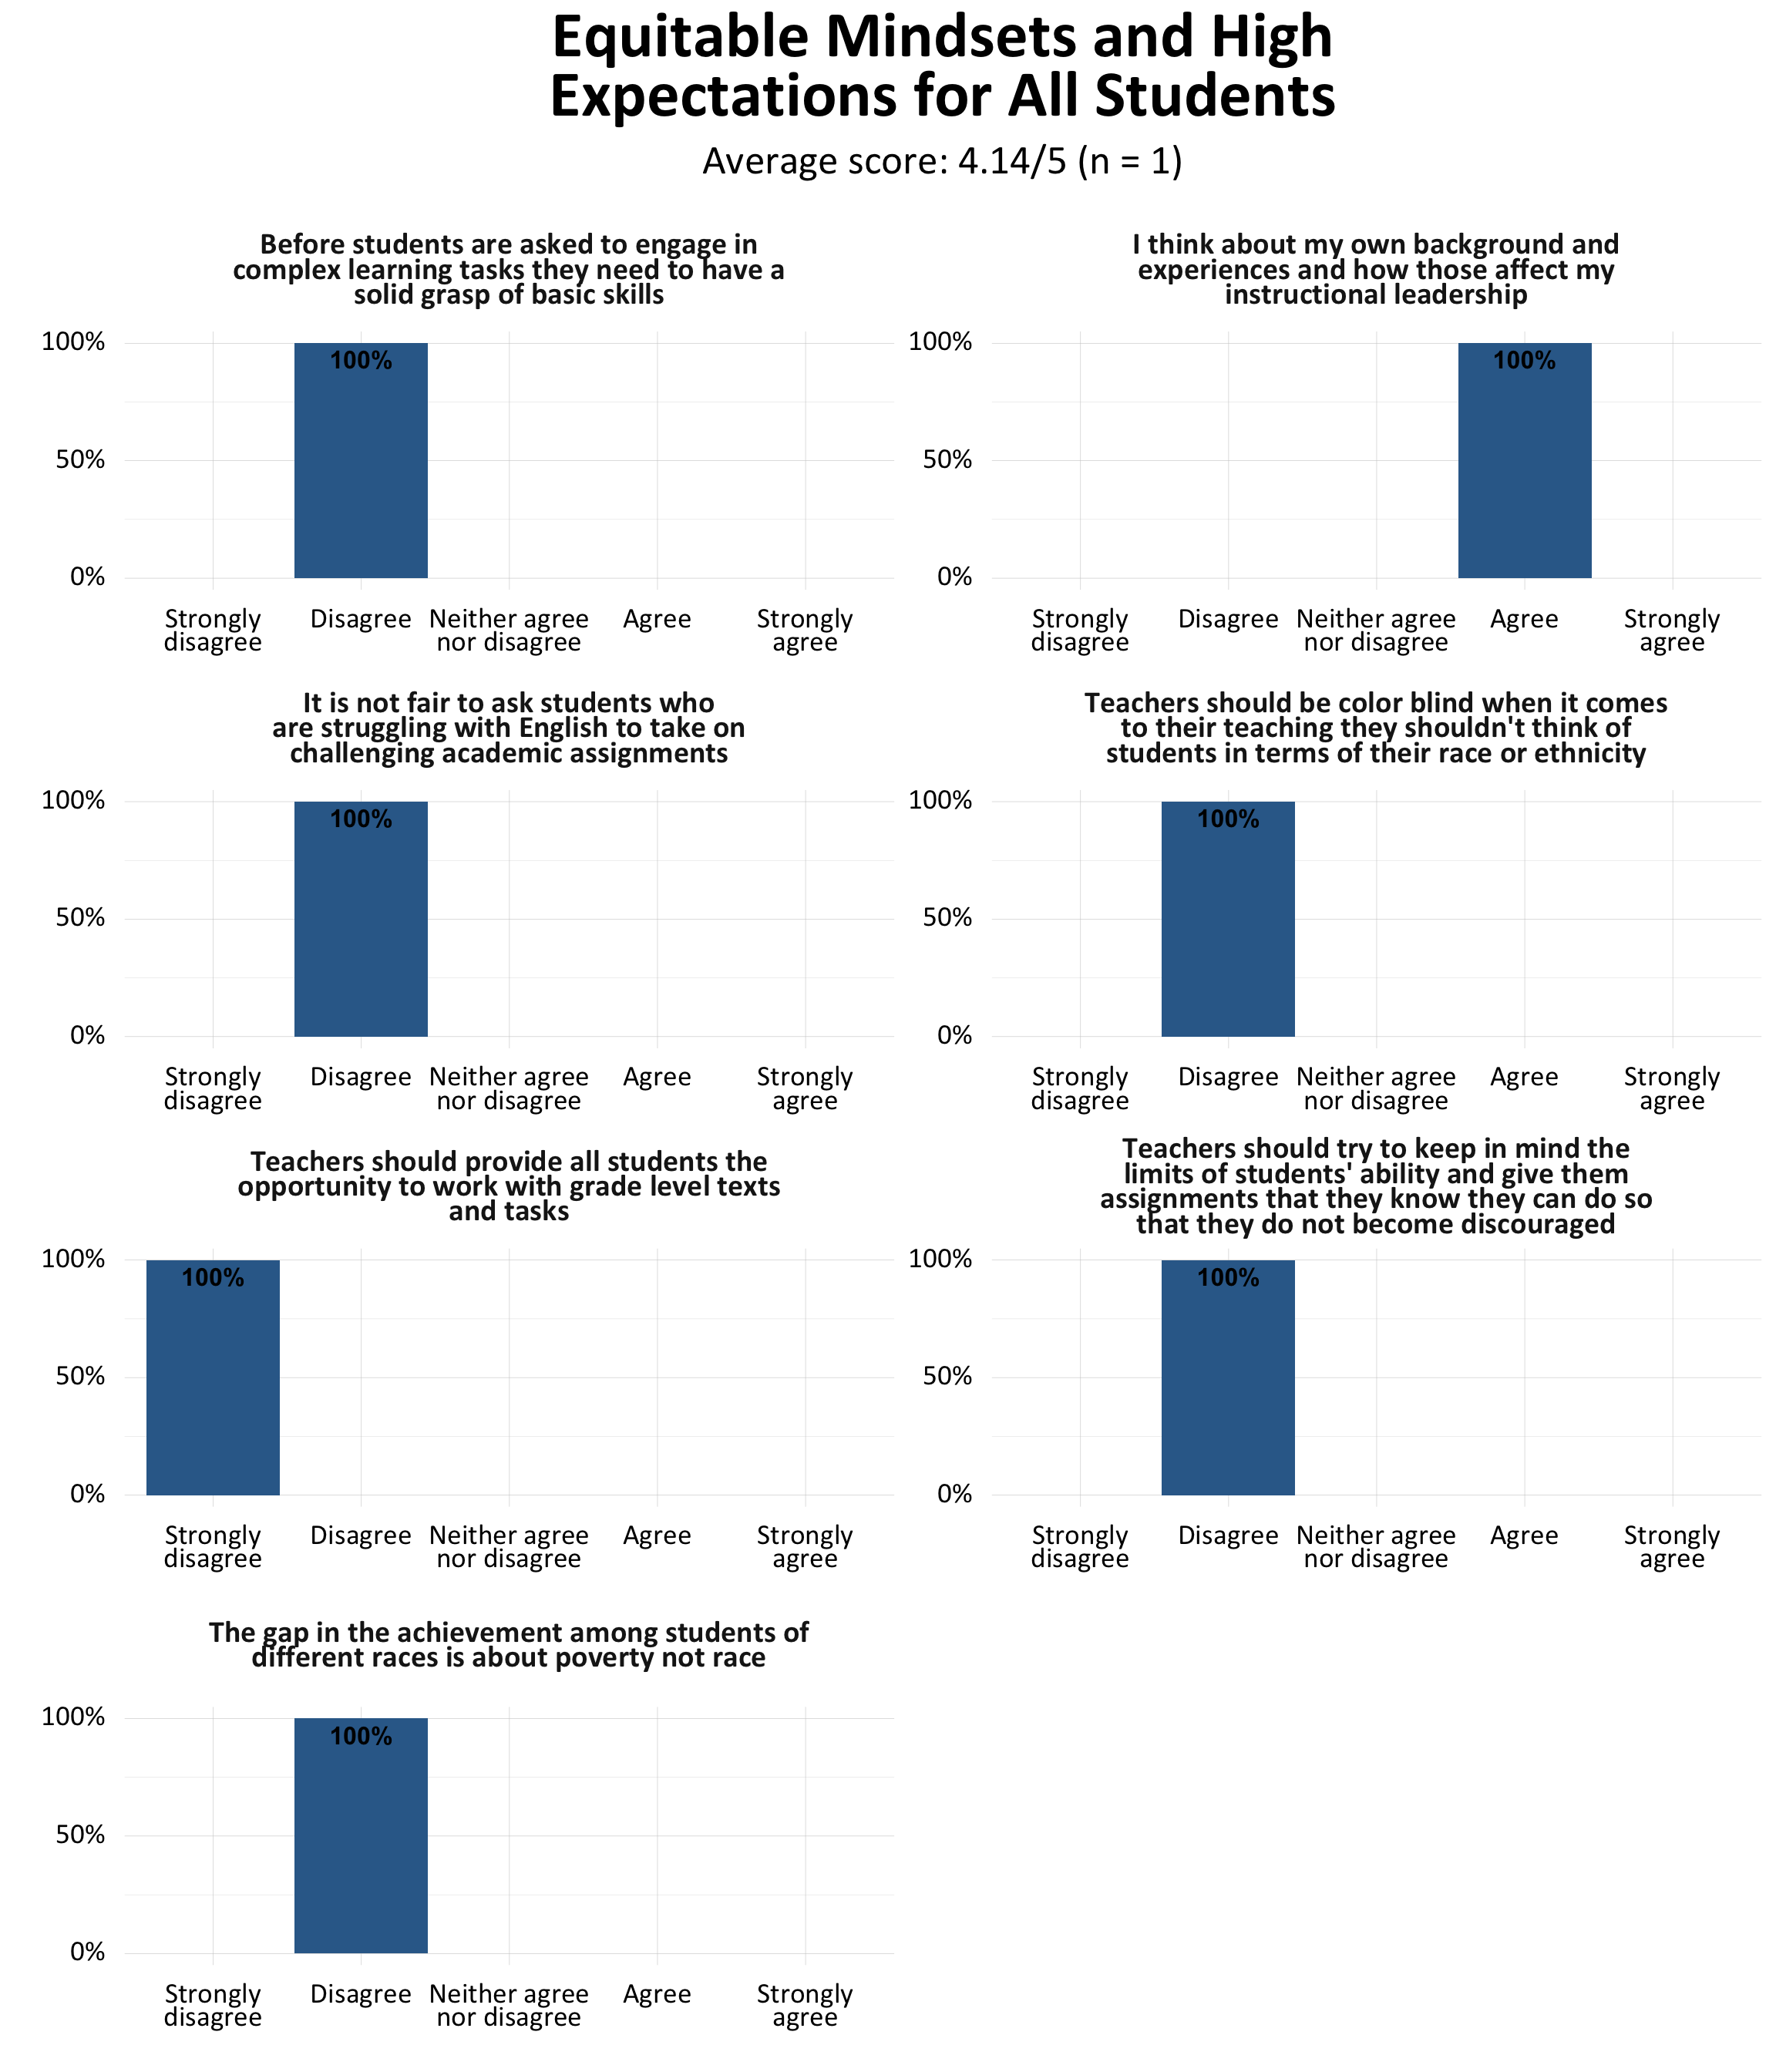 Equitable Mindsets and High
Expectations for All Students
Average score: 4.14/5 (n = 1)
Before students are asked to engage in
complex learning tasks they need to have a
solid grasp of basic skills
100%
100%
50%
0%
Strongly disagree Disagree Neither agree nor disagree Agree Strongly agree
I think about my own background and
experiences and how those affect my
instructional leadership
100%
100%
50%
0%
Strongly disagree Disagree Neither agree nor disagree Agree Strongly agree
It is not fair to ask students who
are struggling with English to take on
challenging academic assignments
100%
100%
50%
0%
Strongly disagree Disagree Neither agree nor disagree Agree Strongly agree
Teachers should be color blind when it comes
to their teaching they shouldn't think of
students in terms of their race or ethnicity
100%
100%
50%
0%
Strongly disagree Disagree Neither agree nor disagree Agree Strongly agree
Teachers should provide all students the
opportunity to work with grade level texts
and tasks
100%
100%
50%
0%
Strongly disagree Disagree Neither agree nor disagree Agree Strongly agree
Teachers should try to keep in mind the
limits of students' ability and give them
assignments that they know they can do so
that they do not become discouraged
100%
100%
50%
0%
Strongly disagree Disagree Neither agree nor disagree Agree Strongly agree
The gap in the achievement among students of
different races is about poverty not race
100%
100%
50%
0%
Strongly disagree Disagree Neither agree nor disagree Agree Strongly agree